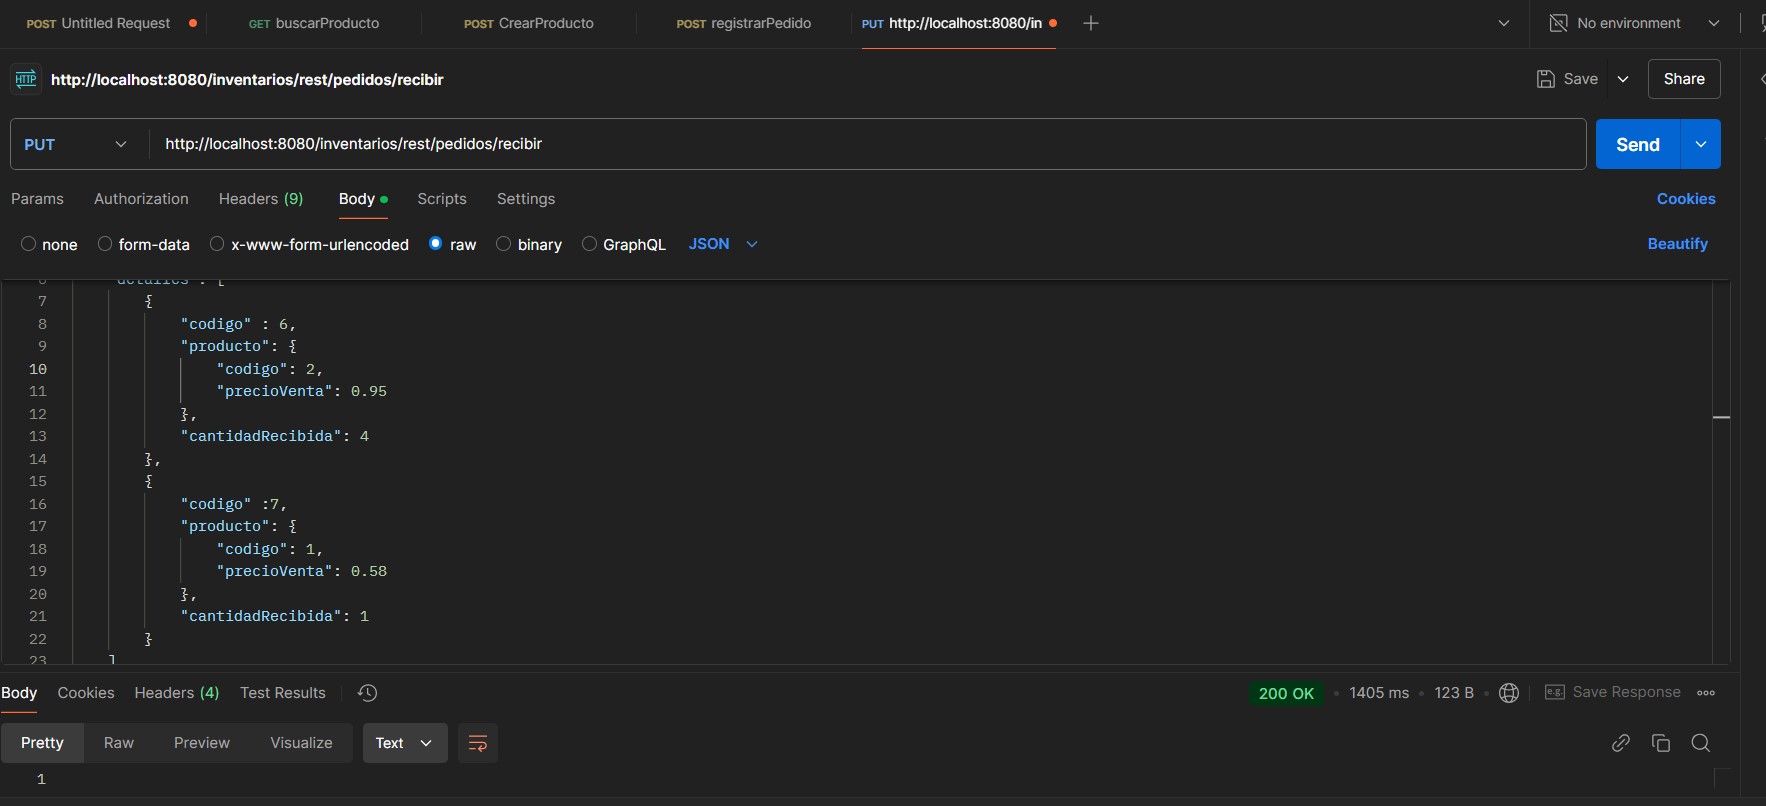 POST Untitled Request GET buscarProducto POST CrearProducto POST registrarPedido PUT http://localhost:8080/in No environment
HTTP http://localhost:8080/inventarios/rest/pedidos/recibir Save Share
PUT http://localhost:8080/inventarios/rest/pedidos/recibir Send
Params Authorization Headers (9) Body Scripts Settings Cookies
none form-data x-www-form-urlencoded raw binary GraphQL JSON Beautify
6 "detalles" : [
7 {
8 "codigo" : 6,
9 "producto": {
10 "codigo": 2,
11 "precioVenta": 0.95
12 },
13 "cantidadRecibida": 4
14 },
15 {
16 "codigo" :7,
17 "producto": {
18 "codigo": 1,
19 "precioVenta": 0.58
20 },
21 "cantidadRecibida": 1
22 }
23 ]
Body Cookies Headers (4) Test Results 200 OK 1405 ms 123 B e.g. Save Response
Pretty Raw Preview Visualize Text
1